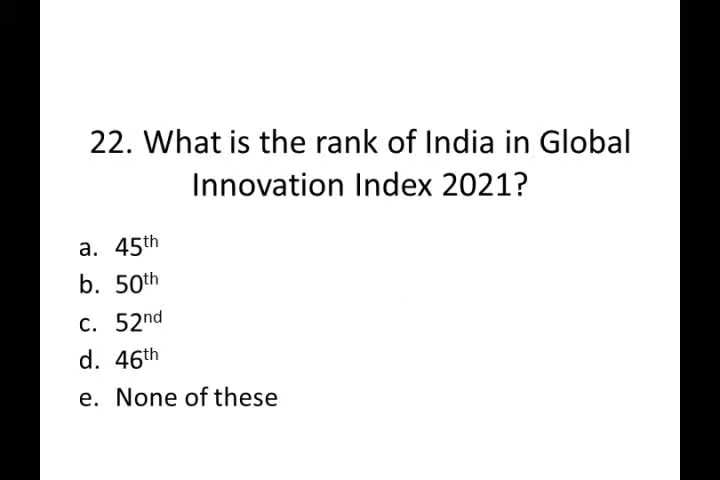 22. What is the rank of India in Global
Innovation Index 2021?
a. 45th
b. 50th
c. 52nd
d. 46th
e. None of these